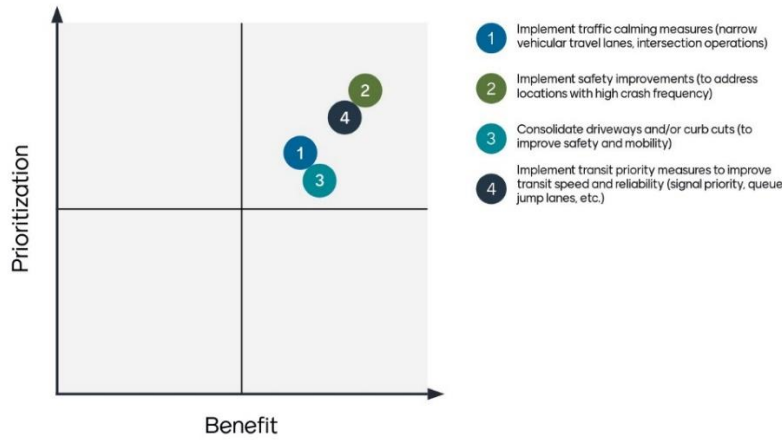 Prioritization
2
4
1
3
Benefit
1
Implement traffic calming measures (narrow
vehicular travel lanes, intersection operations)
2
Implement safety improvements (to address
locations with high crash frequency)
3
Consolidate driveways and/or curb cuts (to
improve safety and mobility)
4
Implement transit priority measures to improve
transit speed and reliability (signal priority, queue
jump lanes, etc.)